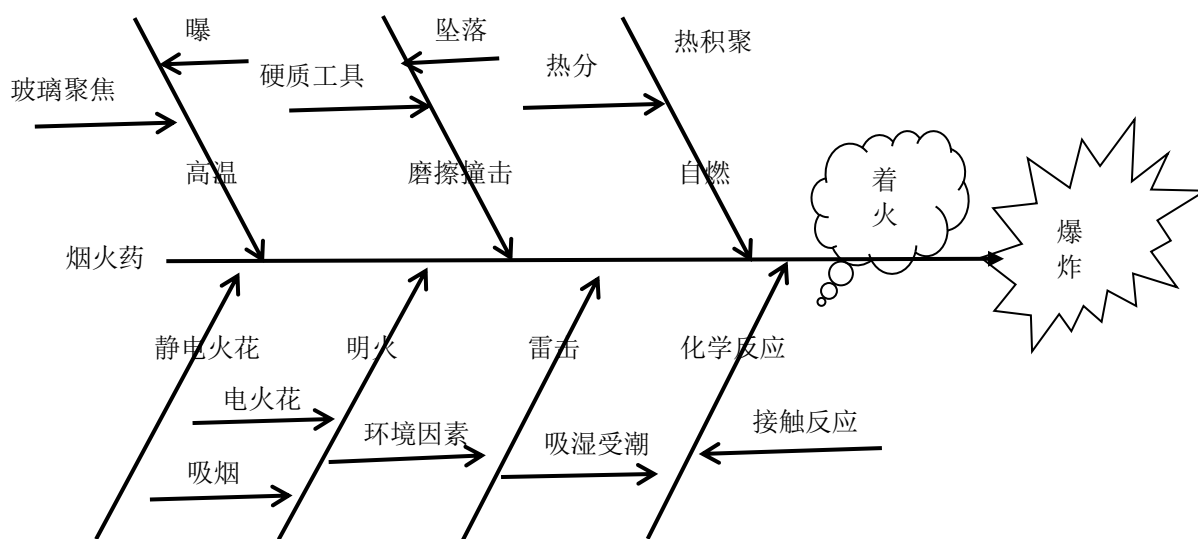 曝
坠落
热积聚
玻璃聚焦
硬质工具
热分
高温
磨擦撞击
自燃
着
火
烟火药
爆
炸
静电火花
明火
雷击
化学反应
电火花
环境因素
吸湿受潮
接触反应
吸烟